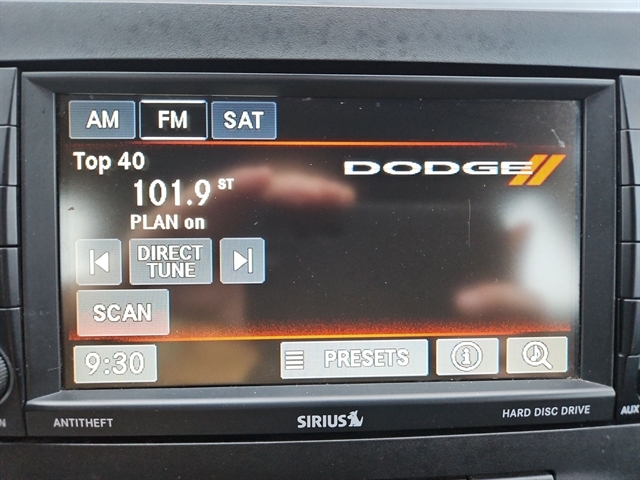 AM FM SAT
Top 40
DODGE
101.9 ST
PLAN on
DIRECT
TUNE
SCAN
9:30 PRESETS
ANTITHEFT SIRIUS HARD DISC DRIVE
AUX